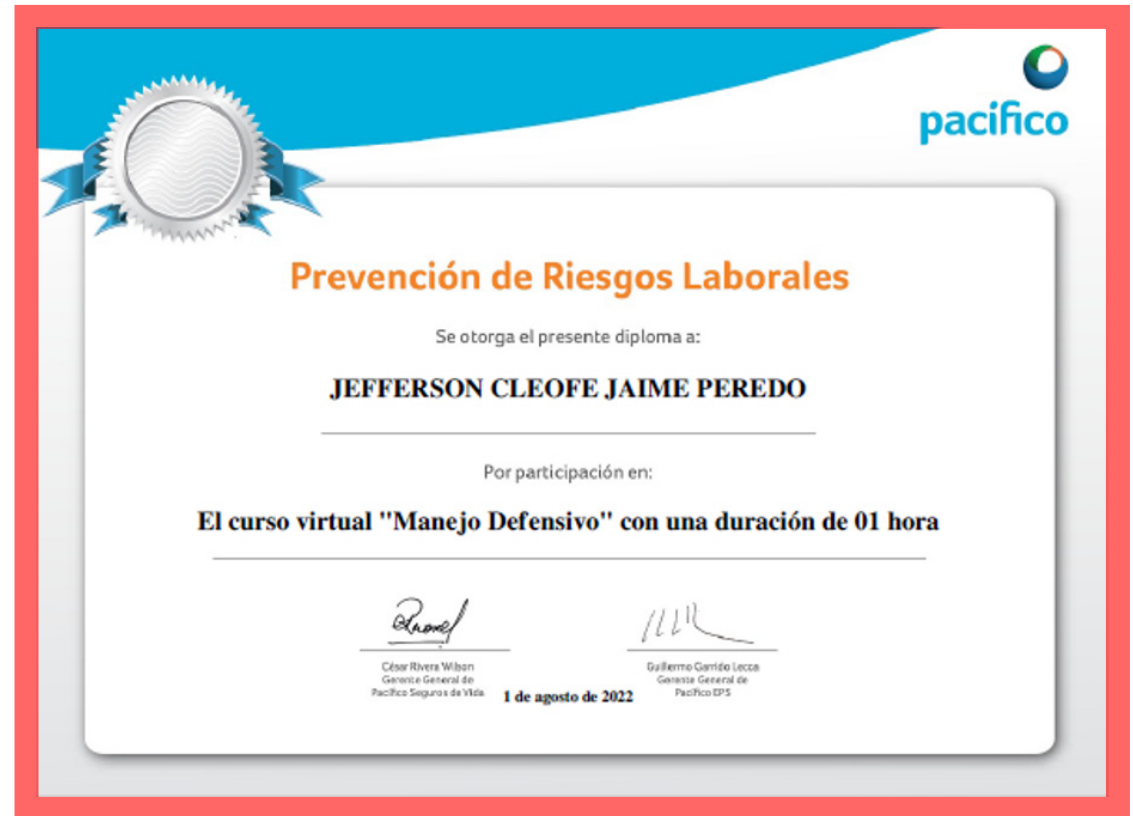 pacífico
Prevención de Riesgos Laborales
Se otorga el presente diploma a:
JEFFERSON CLEOFE JAIME PEREDO
Por participación en:
El curso virtual "Manejo Defensivo" con una duración de 01 hora
César Rivera Wilson
Gerente General de
Pacífico Seguros de Vida
Guillermo Garrido Lecca
Gerente General de
Pacífico EPS
1 de agosto de 2022